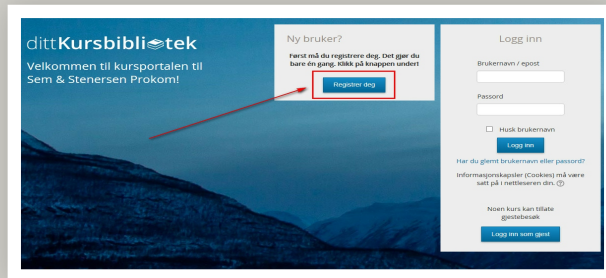 dittKursbibliotek
Velkommen til kursportalen til
Sem & Stenersen Prokom!
Ny bruker?
Først må du registrere deg. Det gjør du
bare én gang. Klikk på knappen under!
Registrer deg
Logg inn
Brukernavn / epost
Passord
Husk brukernavn
Logg inn
Har du glemt brukernavn eller passord?
Informasjonskapsler (Cookies) må være
satt på i nettleseren din.
Noen kurs kan tillate
gjestebesøk
Logg inn som gjest